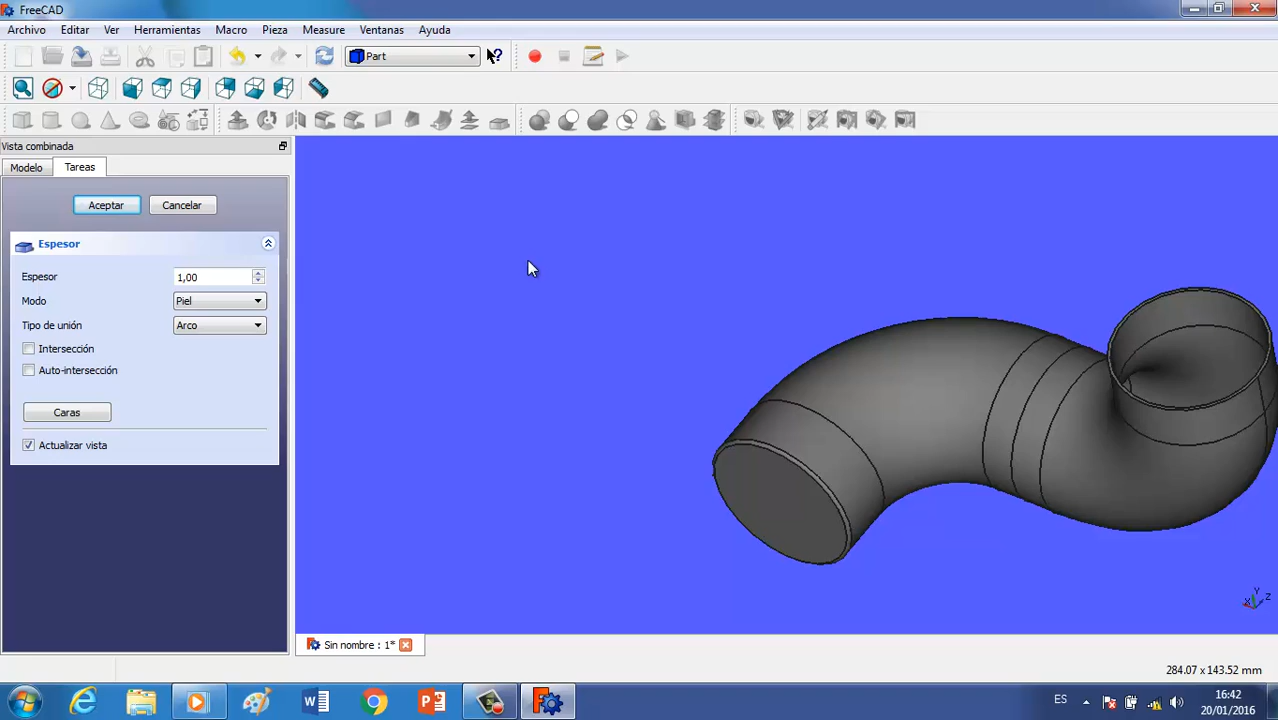 FreeCAD
Archivo Editar Ver Herramientas Macro Pieza Measure Ventanas Ayuda
Part
Vista combinada
Modelo Tareas
Aceptar Cancelar
Espesor
Espesor 1,00
Modo Piel
Tipo de unión Arco
Intersección
Auto-intersección
Caras
Actualizar vista
Y
X Z
Sin nombre : 1*
284.07 x 143.52 mm
ES
16:42
20/01/2016